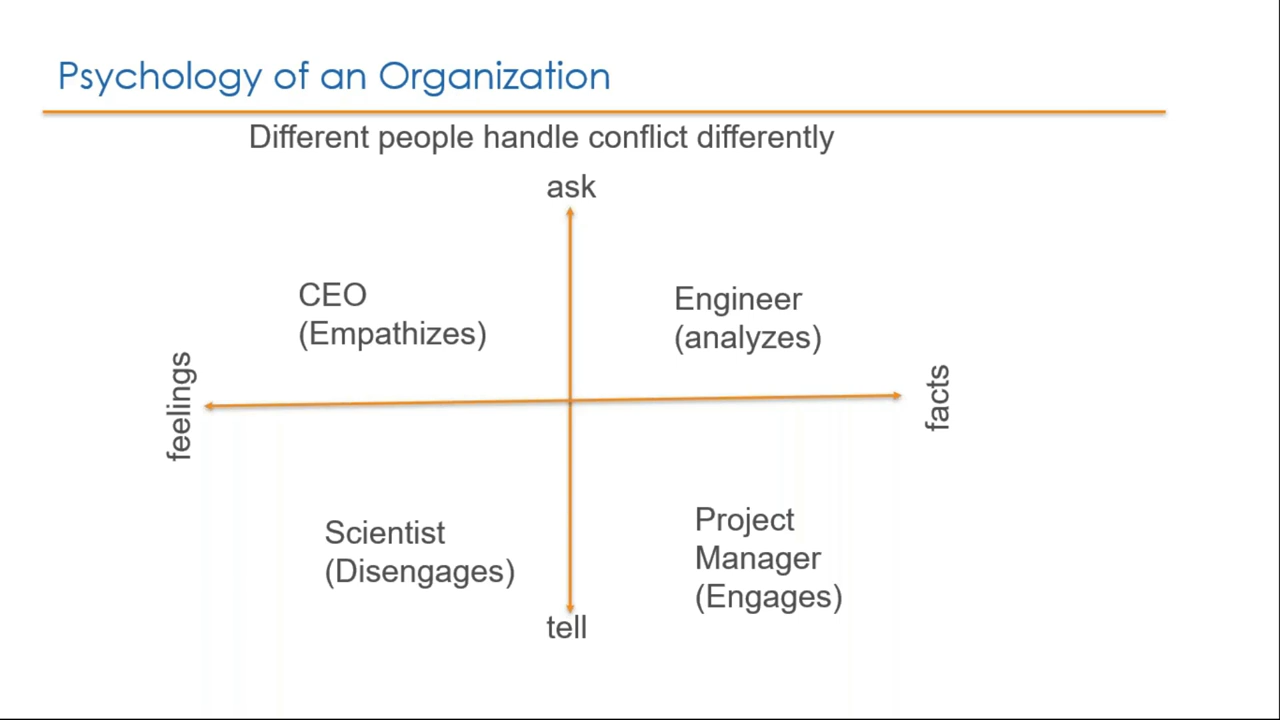 Psychology of an Organization
Different people handle conflict differently
ask
CEO
(Empathizes)
Engineer
(analyzes)
feelings
facts
Scientist
(Disengages)
Project
Manager
(Engages)
tell